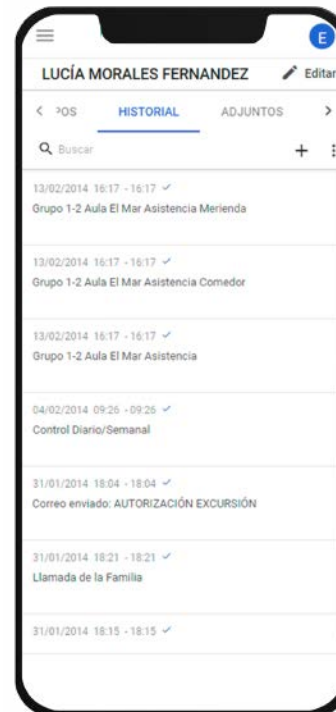 E
LUCÍA MORALES FERNANDEZ Editar
POS HISTORIAL ADJUNTOS
Buscar
13/02/2014 16:17 - 16:17
Grupo 1-2 Aula El Mar Asistencia Merienda
13/02/2014 16:17 - 16:17
Grupo 1-2 Aula El Mar Asistencia Comedor
13/02/2014 16:17 - 16:17
Grupo 1-2 Aula El Mar Asistencia
04/02/2014 09:26 - 09:26
Control Diario/Semanal
31/01/2014 18:04 - 18:04
Correo enviado: AUTORIZACIÓN EXCURSIÓN
31/01/2014 18:21 - 18:21
Llamada de la Familia
31/01/2014 18:15 - 18:15